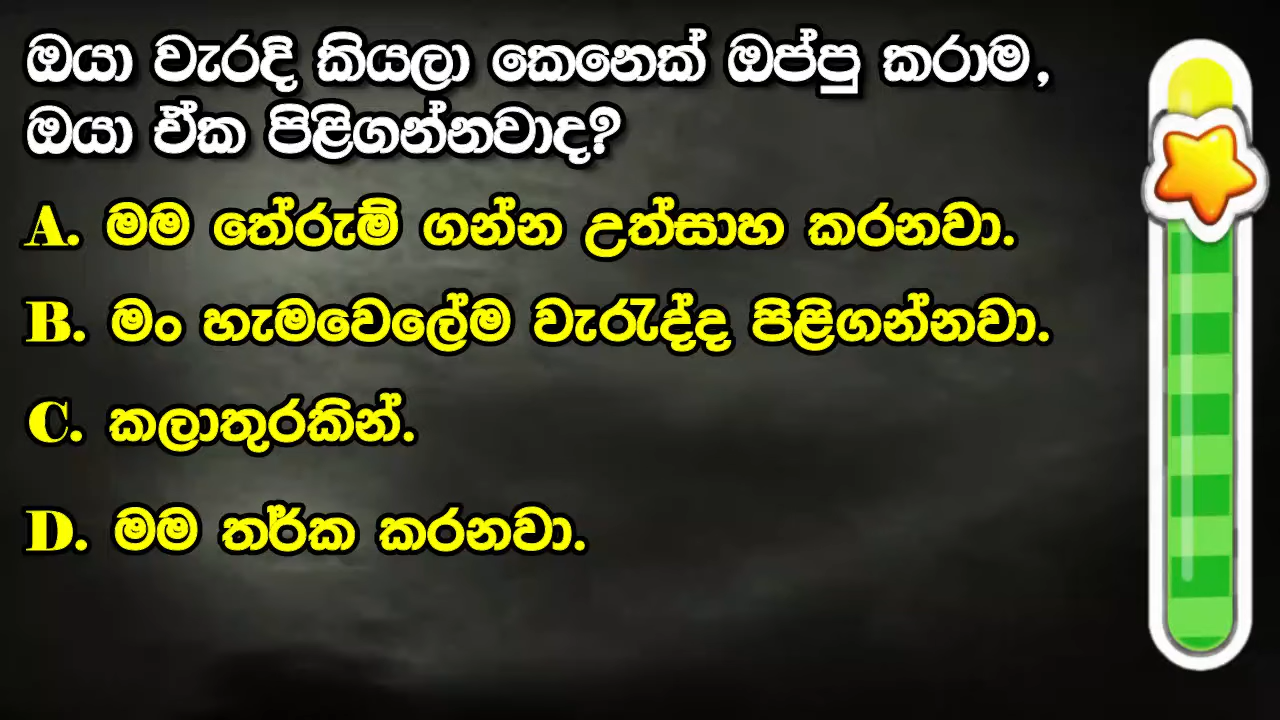 ඔයා වැරදි කියලා කෙනෙක් ඔප්පු කරාම,
ඔයා ඒක පිළිගන්නවාද?
A. මම තේරුම් ගන්න උත්සාහ කරනවා.
B. මං හැමවෙලේම වැරැද්ද පිළිගන්නවා.
C. කලාතුරකින්.
D. මම තර්ක කරනවා.